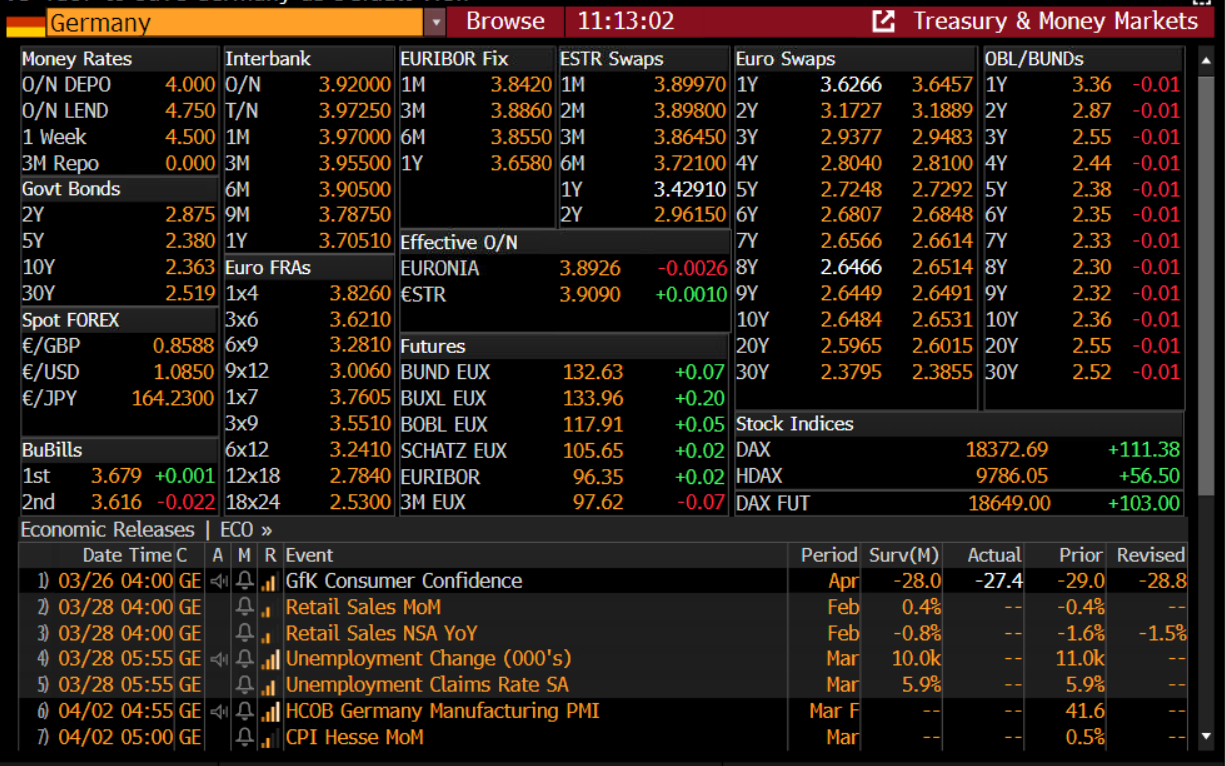 Germany Browse 11:13:02 Treasury & Money Markets
Money Rates
O/N DEPO 4.000
O/N LEND 4.750
1 Week 4.500
3M Repo 0.000
Govt Bonds
2Y 2.875
5Y 2.380
10Y 2.363
30Y 2.519
Spot FOREX
€/GBP 0.8588
€/USD 1.0850
€/JPY 164.2300
BuBills
1st 3.679 +0.001
2nd 3.616 -0.022
Interbank
O/N 3.92000
T/N 3.97250
1M 3.97000
3M 3.95500
6M 3.90500
9M 3.78750
1Y 3.70510
Euro FRAs
1x4 3.8260
3x6 3.6210
6x9 3.2810
9x12 3.0060
1x7 3.7605
3x9 3.5510
6x12 3.2410
12x18 2.7840
18x24 2.5300
EURIBOR Fix
1M 3.8420
3M 3.8860
6M 3.8550
1Y 3.6580
ESTR Swaps
1M 3.89970
2M 3.89800
3M 3.86450
6M 3.72100
1Y 3.42910
2Y 2.96150
Effective O/N
EURONIA 3.8926 -0.0026
€STR 3.9090 +0.0010
Futures
BUND EUX 132.63 +0.07
BUXL EUX 133.96 +0.20
BOBL EUX 117.91 +0.05
SCHATZ EUX 105.65 +0.02
EURIBOR 96.35 +0.02
3M EUX 97.62 -0.07
Euro Swaps
1Y 3.6266 3.6457
2Y 3.1727 3.1889
3Y 2.9377 2.9483
4Y 2.8040 2.8100
5Y 2.7248 2.7292
6Y 2.6807 2.6848
7Y 2.6566 2.6614
8Y 2.6466 2.6514
9Y 2.6449 2.6491
10Y 2.6484 2.6531
20Y 2.5965 2.6015
30Y 2.3795 2.3855
OBL/BUNDs
1Y 3.36 -0.01
2Y 2.87 -0.01
3Y 2.55 -0.01
4Y 2.44 -0.01
5Y 2.38 -0.01
6Y 2.35 -0.01
7Y 2.33 -0.01
8Y 2.30 -0.01
9Y 2.32 -0.01
10Y 2.36 -0.01
20Y 2.55 -0.01
30Y 2.52 -0.01
Stock Indices
DAX 18372.69 +111.38
HDAX 9786.05 +56.50
DAX FUT 18649.00 +103.00
Economic Releases | ECO »
Date Time C A M R Event Period Surv(M) Actual Prior Revised
1) 03/26 04:00 GE GfK Consumer Confidence Apr -28.0 -27.4 -29.0 -28.8
2) 03/28 04:00 GE Retail Sales MoM Feb 0.4% -- -0.4% --
3) 03/28 04:00 GE Retail Sales NSA YoY Feb -0.8% -- -1.6% -1.5%
4) 03/28 05:55 GE Unemployment Change (000's) Mar 10.0k -- 11.0k --
5) 03/28 05:55 GE Unemployment Claims Rate SA Mar 5.9% -- 5.9% --
6) 04/02 04:55 GE HCOB Germany Manufacturing PMI Mar F -- -- 41.6 --
7) 04/02 05:00 GE CPI Hesse MoM Mar -- -- 0.5% --